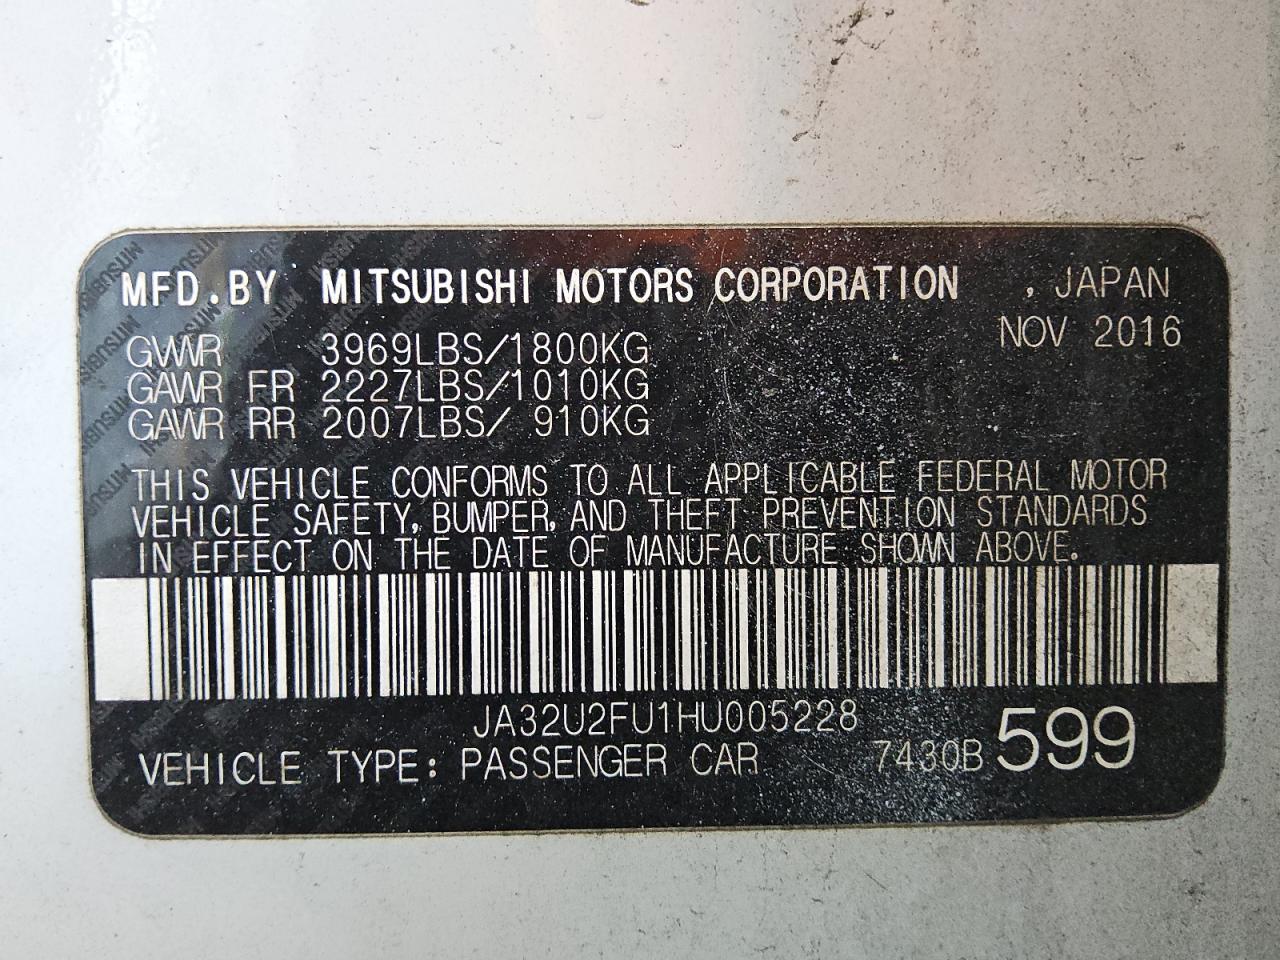 MFD.BY MITSUBISHI MOTORS CORPORATION , JAPAN
NOV 2016
GVWR 3969LBS/1800KG
GAWR FR 2227LBS/1010KG
GAWR RR 2007LBS/ 910KG
THIS VEHICLE CONFORMS TO ALL APPLICABLE FEDERAL MOTOR
VEHICLE SAFETY, BUMPER, AND THEFT PREVENTION STANDARDS
IN EFFECT ON THE DATE OF MANUFACTURE SHOWN ABOVE.
JA32U2FU1HU005228
VEHICLE TYPE: PASSENGER CAR 7430B 599